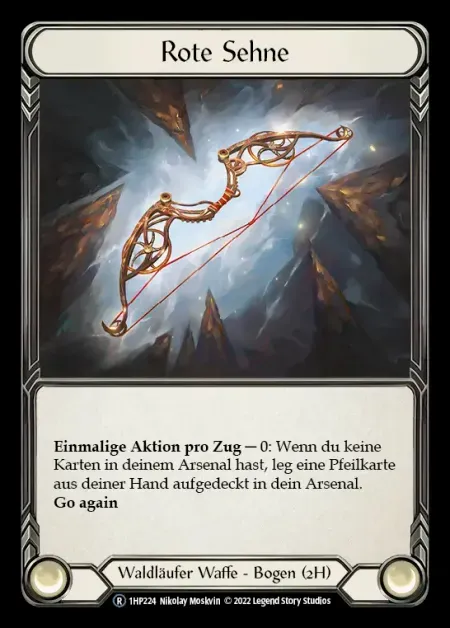 Rote Sehne
Einmalige Aktion pro Zug — 0: Wenn du keine
Karten in deinem Arsenal hast, leg eine Pfeilkarte
aus deiner Hand aufgedeckt in dein Arsenal.
Go again
Waldläufer Waffe - Bogen (2H)
R 1HP224 Nikolay Moskvin © 2022 Legend Story Studios